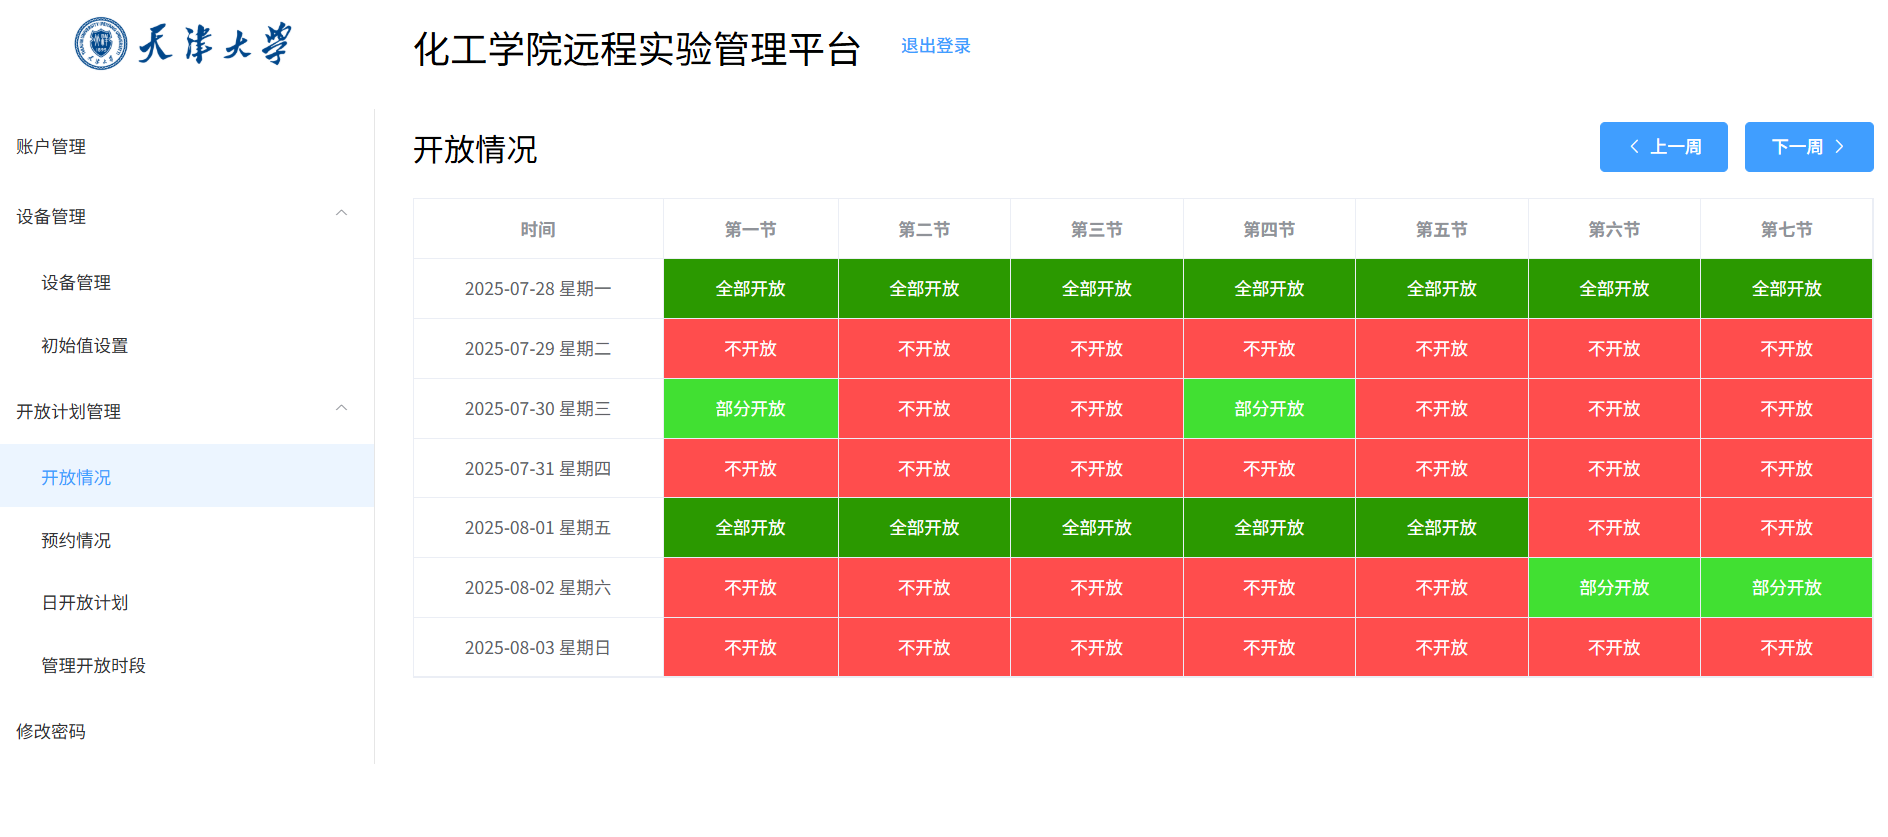 天津大学
化工学院远程实验管理平台 退出登录
账户管理
设备管理
设备管理
初始值设置
开放计划管理
开放情况
预约情况
日开放计划
管理开放时段
修改密码
开放情况 上一周 下一周
时间 第一节 第二节 第三节 第四节 第五节 第六节 第七节
2025-07-28 星期一 全部开放 全部开放 全部开放 全部开放 全部开放 全部开放 全部开放
2025-07-29 星期二 不开放 不开放 不开放 不开放 不开放 不开放 不开放
2025-07-30 星期三 部分开放 不开放 不开放 部分开放 不开放 不开放 不开放
2025-07-31 星期四 不开放 不开放 不开放 不开放 不开放 不开放 不开放
2025-08-01 星期五 全部开放 全部开放 全部开放 全部开放 全部开放 不开放 不开放
2025-08-02 星期六 不开放 不开放 不开放 不开放 不开放 部分开放 部分开放
2025-08-03 星期日 不开放 不开放 不开放 不开放 不开放 不开放 不开放